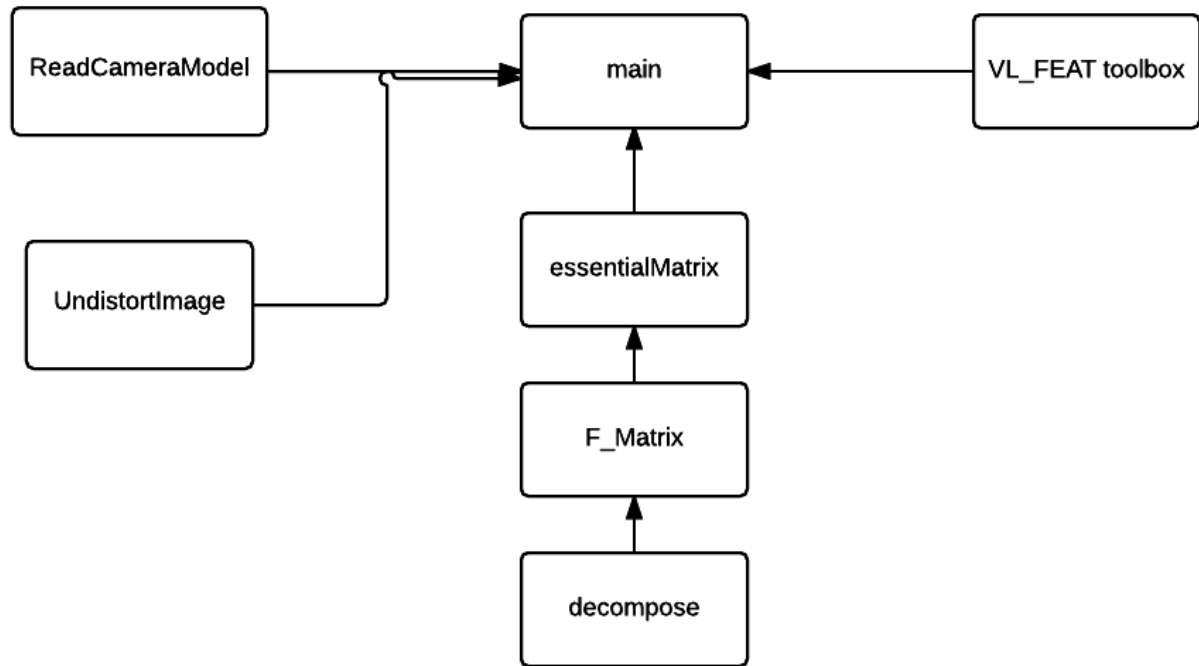 ReadCameraModel
main
VL_FEAT toolbox
essentialMatrix
UndistortImage
F_Matrix
decompose